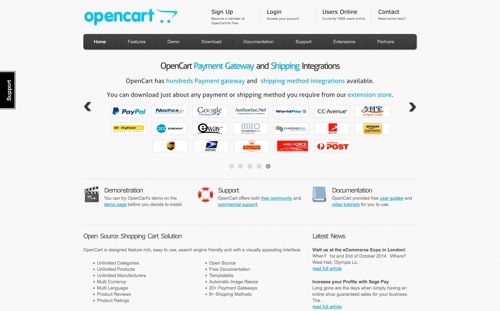 opencart
Sign Up
Become a member of
OpenCart for free
Login
Access your account
Users Online
Contact
Need some help?
Home
Features
Demo
Download
Documentation
Support
Extensions
Partners
Support
OpenCart Payment Gateway and Shipping Integrations
OpenCart has hundreds Payment gateway and shipping method integrations available.
You can download just about any payment or shipping method you require from our extension store.
PayPal
Nochex
Google
Authorize.Net
WorldPay
CC Avenue
eWay
amazon
ups
POST
Demonstration
You can try OpenCart's demo on the
demo page before you decide to install.
Support
OpenCart offers both free community and
commercial support
Documentation
OpenCart provides free user guides and
video tutorials for you to use.
Open Source Shopping Cart Solution
OpenCart is designed feature rich, easy to use, search engine friendly and with a visually appealing interface.
• Unlimited Categories
• Unlimited Products
• Unlimited Manufacturers
• Multi Currency
• Multi Language
• Product Reviews
• Product Ratings
• Open Source
• Free Documentation
• Templatable
• Automatic Image Resize
• 20+ Payment Gateways
• 8+ Shipping Methods
Latest News
Visit us at the eCommerce Expo in London!
When? 1st and 2nd of October 2014 Where?
West Hall, Olympia Lo..
read full article
Increase your Profits with Sage Pay
Long gone are the days when simply having an
online shop guaranteed sales for your business.
The ..
read full article